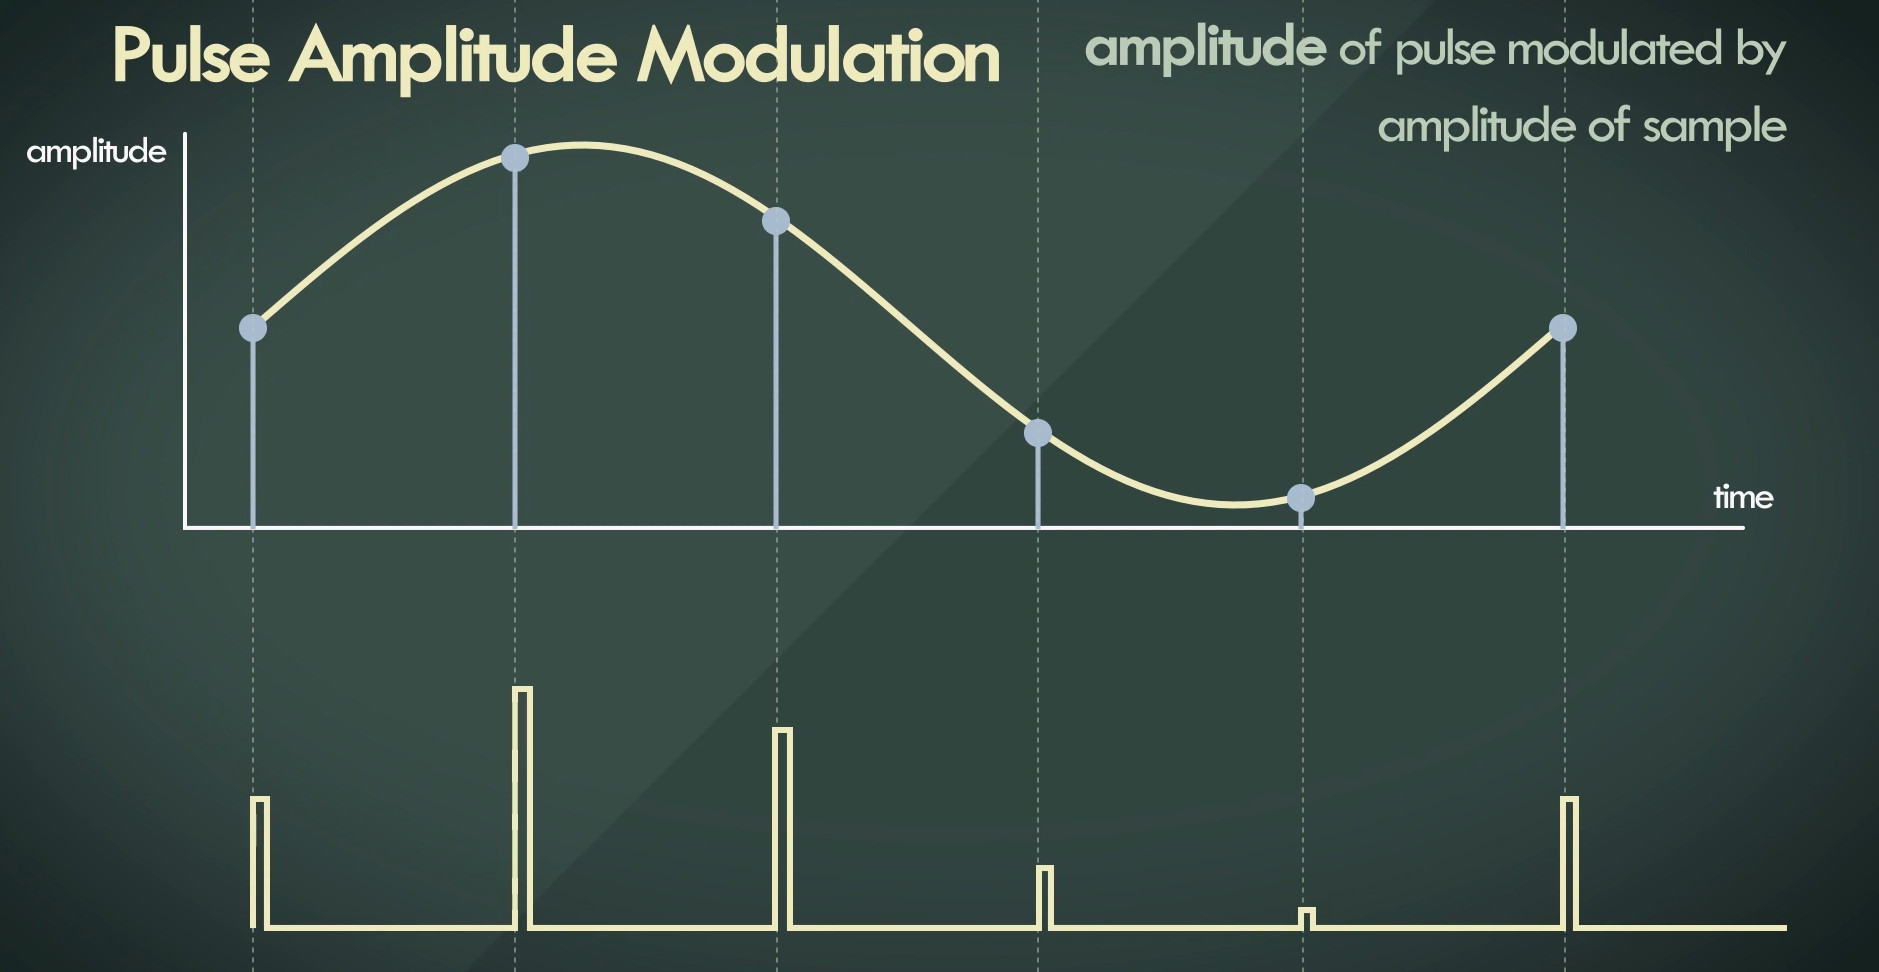 Pulse Amplitude Modulation
amplitude of pulse modulated by
amplitude of sample
amplitude
time